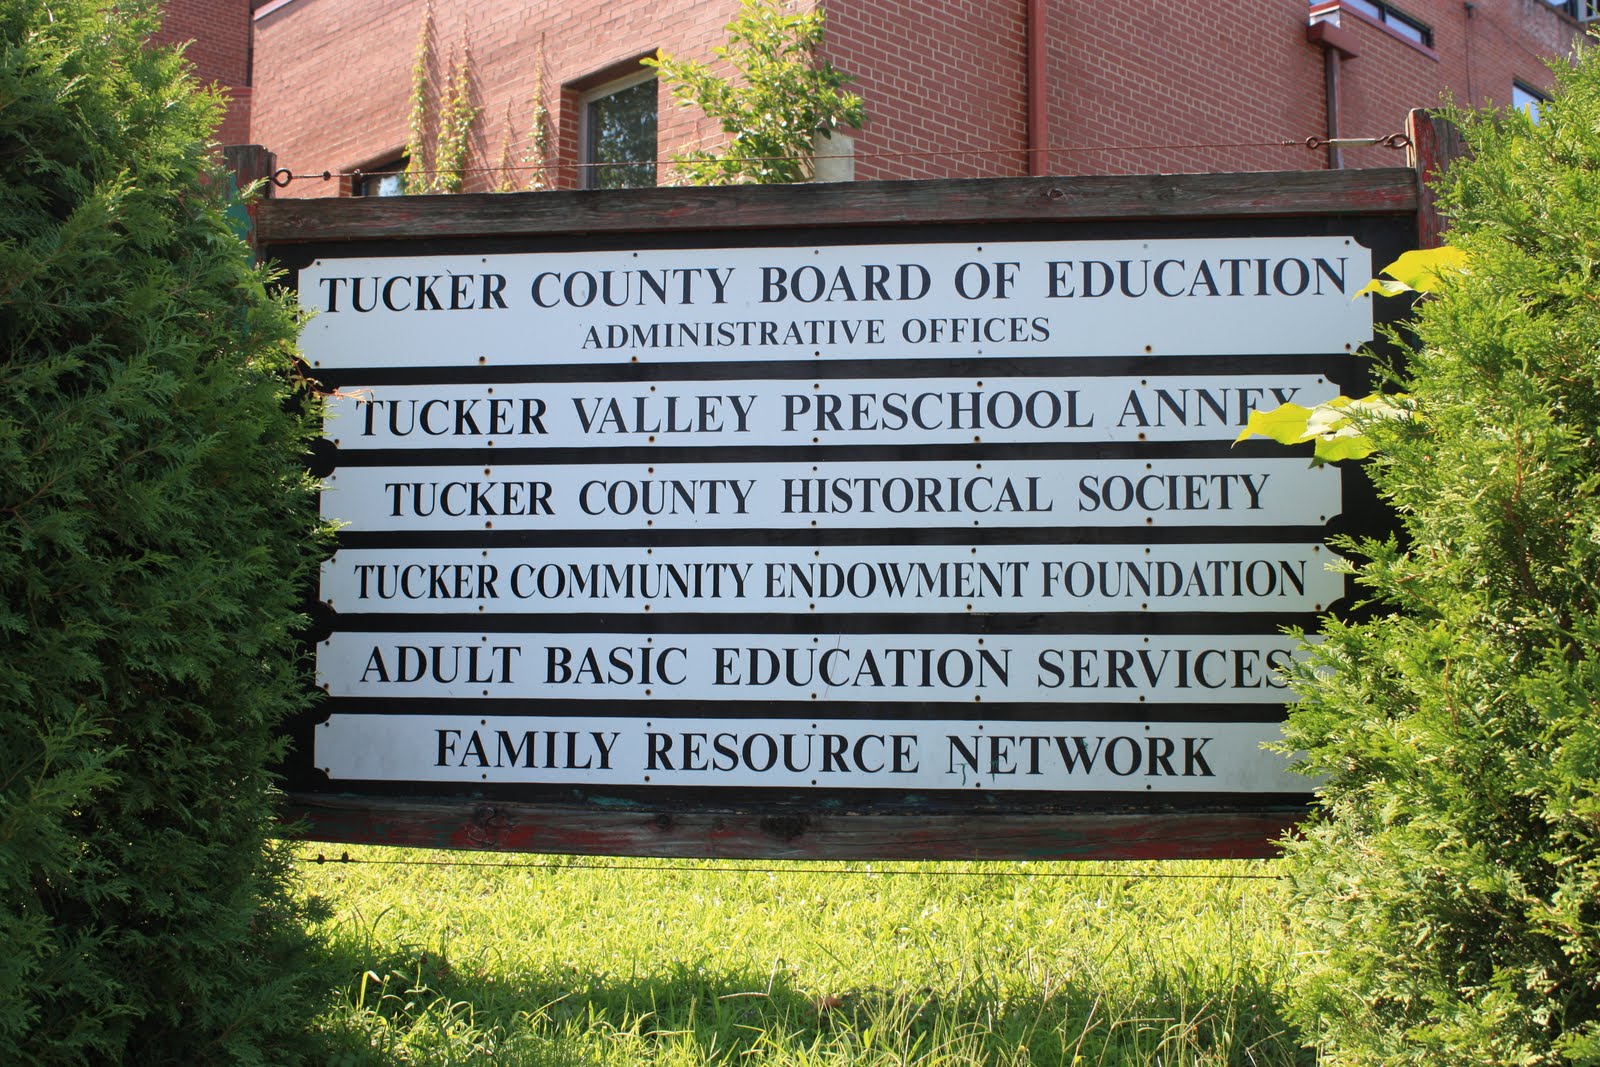 TUCKER COUNTY BOARD OF EDUCATION
ADMINISTRATIVE OFFICES
TUCKER VALLEY PRESCHOOL ANNEX
TUCKER COUNTY HISTORICAL SOCIETY
TUCKER COMMUNITY ENDOWMENT FOUNDATION
ADULT BASIC EDUCATION SERVICES
FAMILY RESOURCE NETWORK